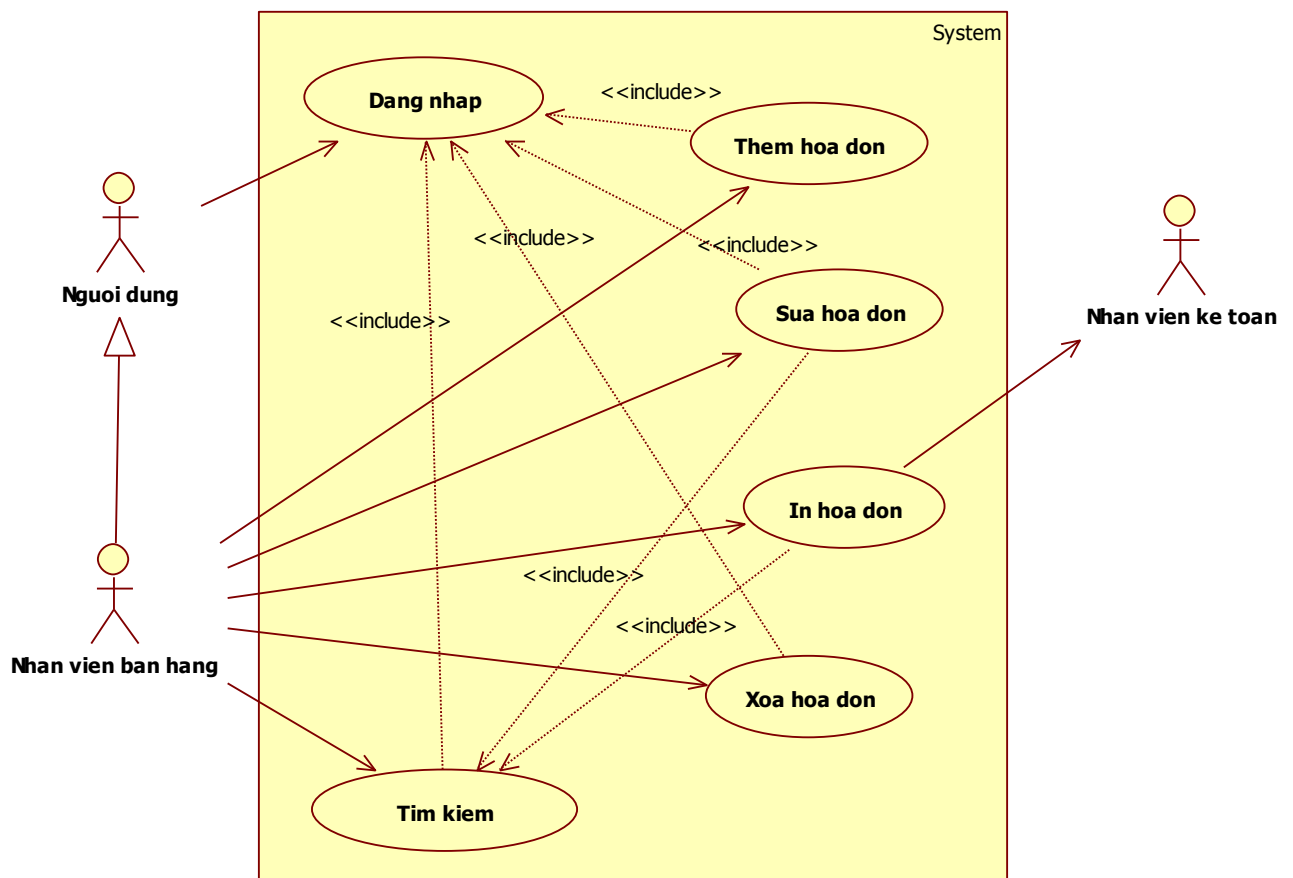 System
Dang nhap
<<include>>
Them hoa don
<<include>>
<<include>>
Nguoi dung
Sua hoa don
Nhan vien ke toan
<<include>>
In hoa don
<<include>>
<<include>>
Nhan vien ban hang
Xoa hoa don
Tim kiem